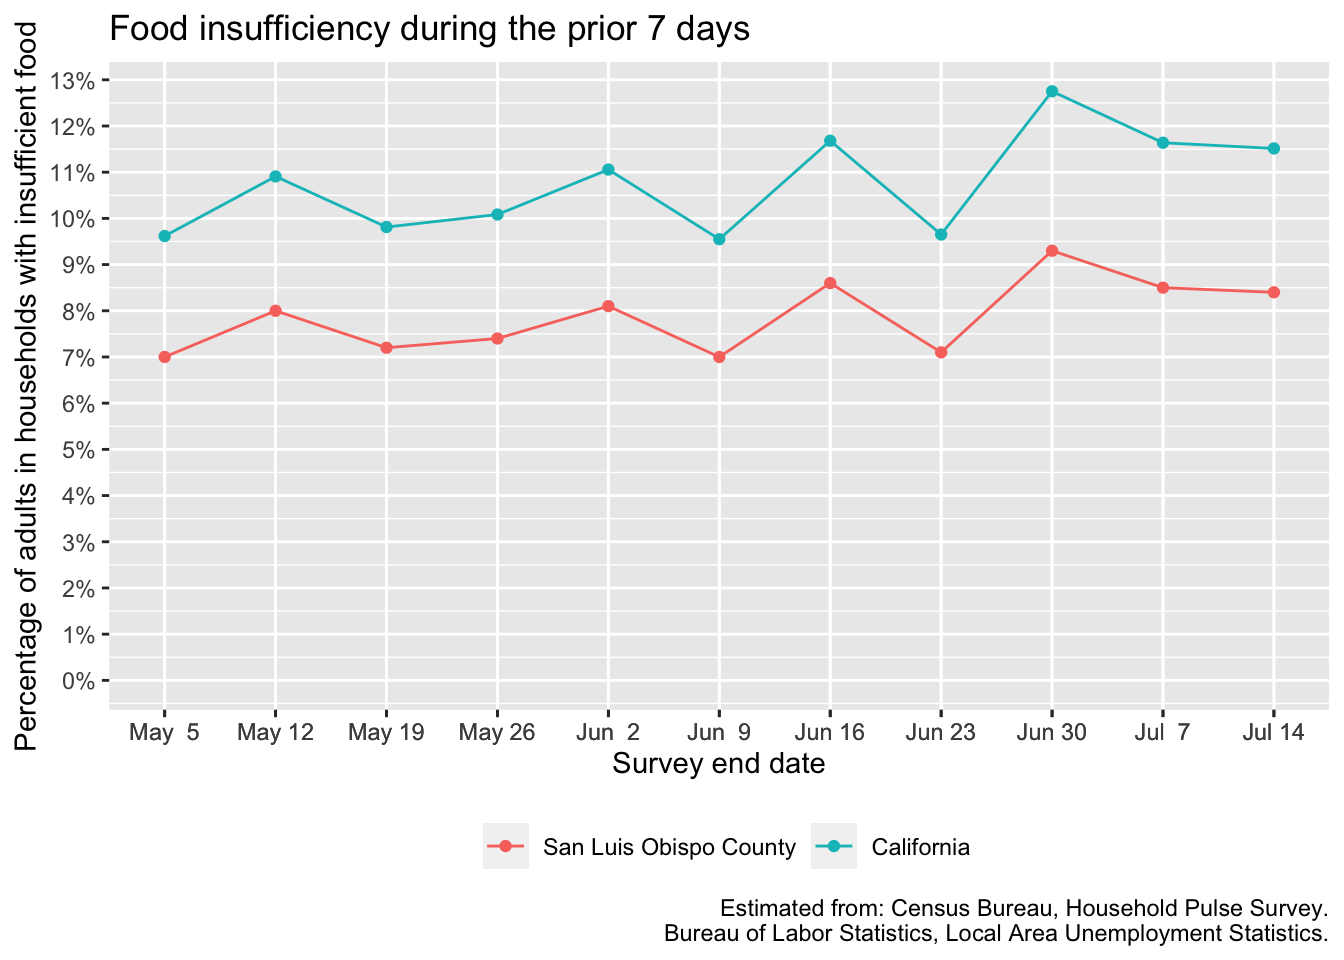 Food insufficiency during the prior 7 days
Percentage of adults in households with insufficient food
13%
12%
11%
10%
9%
8%
7%
6%
5%
4%
3%
2%
1%
0%
May 5 May 12 May 19 May 26 Jun 2 Jun 9 Jun 16 Jun 23 Jun 30 Jul 7 Jul 14
Survey end date
San Luis Obispo County California
Estimated from: Census Bureau, Household Pulse Survey.
Bureau of Labor Statistics, Local Area Unemployment Statistics.